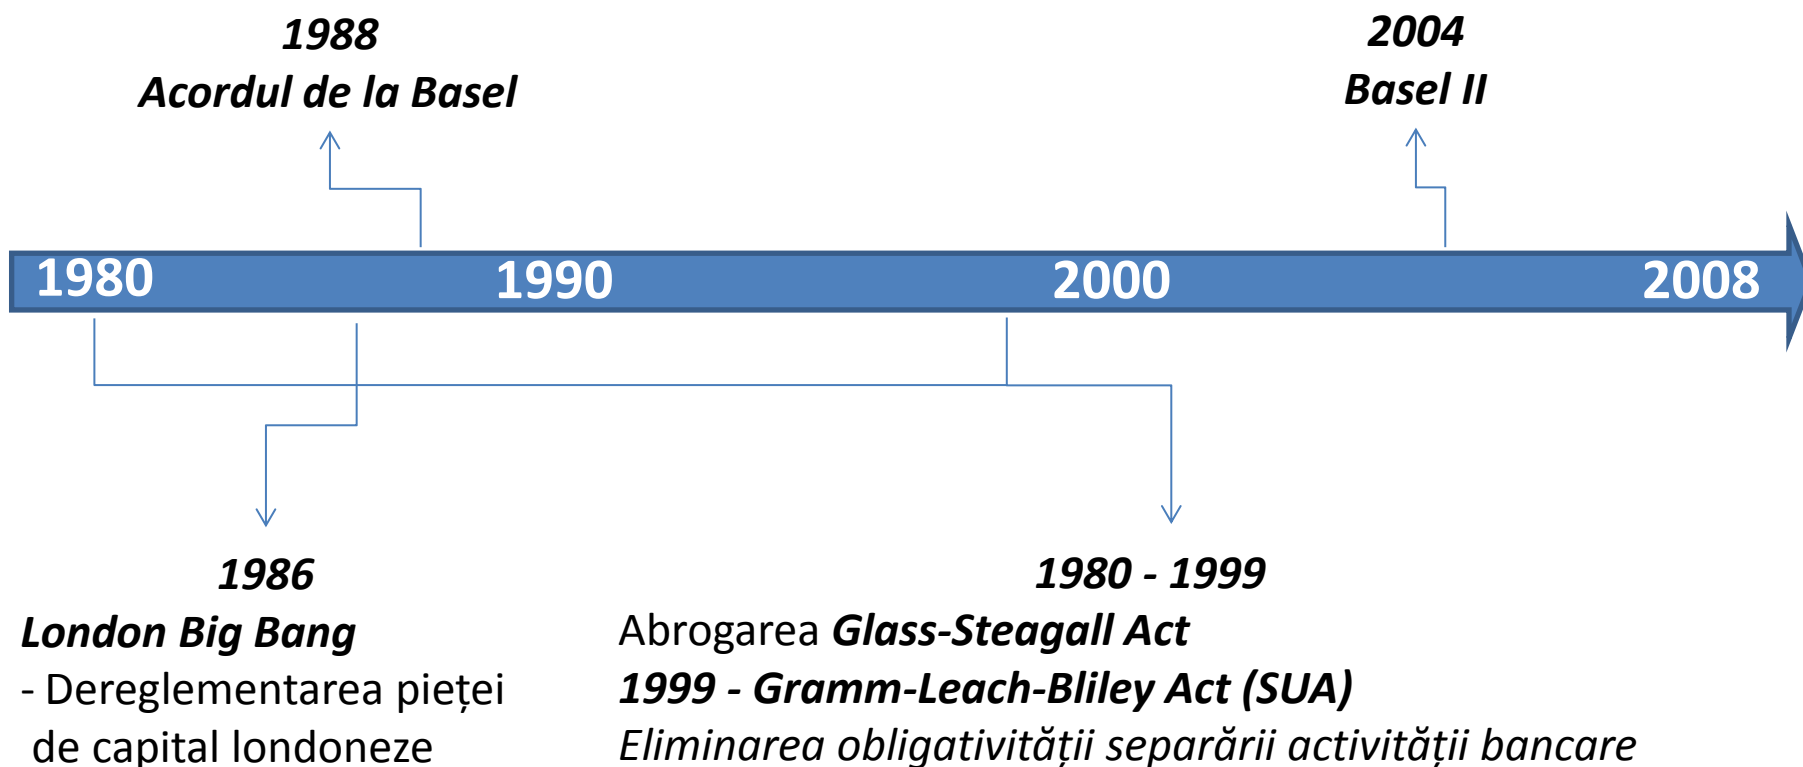 1988
Acordul de la Basel
2004
Basel II
1980 1990 2000 2008
1986
London Big Bang
- Dereglementarea pieței
de capital londoneze
1980 - 1999
Abrogarea Glass-Steagall Act
1999 - Gramm-Leach-Bliley Act (SUA)
Eliminarea obligativității separării activității bancare